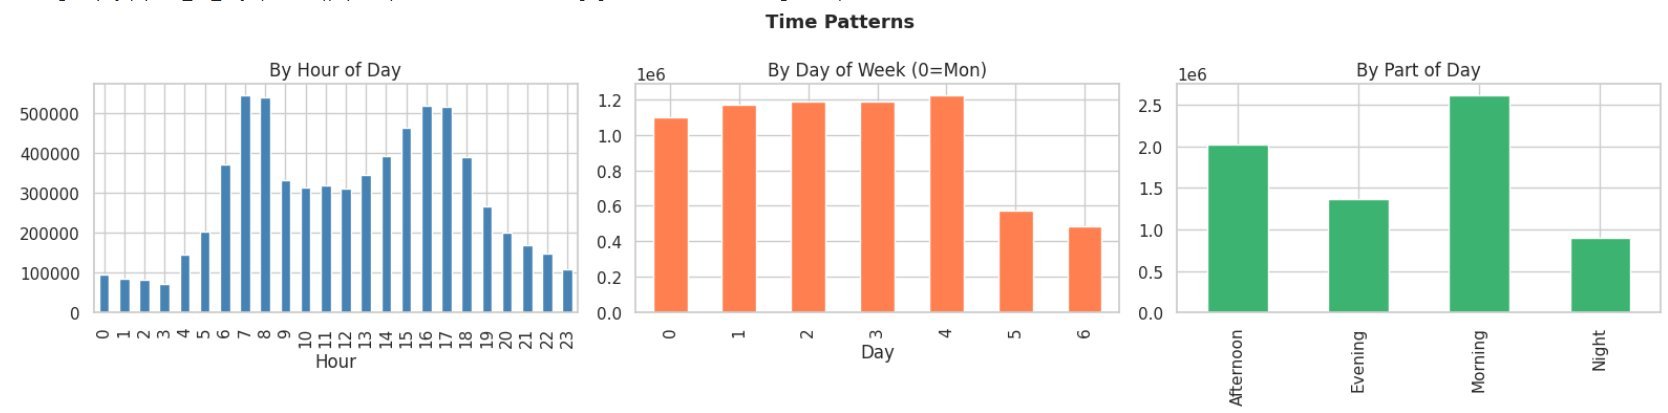 Time Patterns
By Hour of Day
500000
400000
300000
200000
100000
0
0 1 2 3 4 5 6 7 8 9 10 11 12 13 14 15 16 17 18 19 20 21 22 23
Hour
1e6
By Day of Week (0=Mon)
1.2
1.0
0.8
0.6
0.4
0.2
0.0
0 1 2 3 4 5 6
Day
1e6
By Part of Day
2.5
2.0
1.5
1.0
0.5
0.0
Afternoon
Evening
Morning
Night